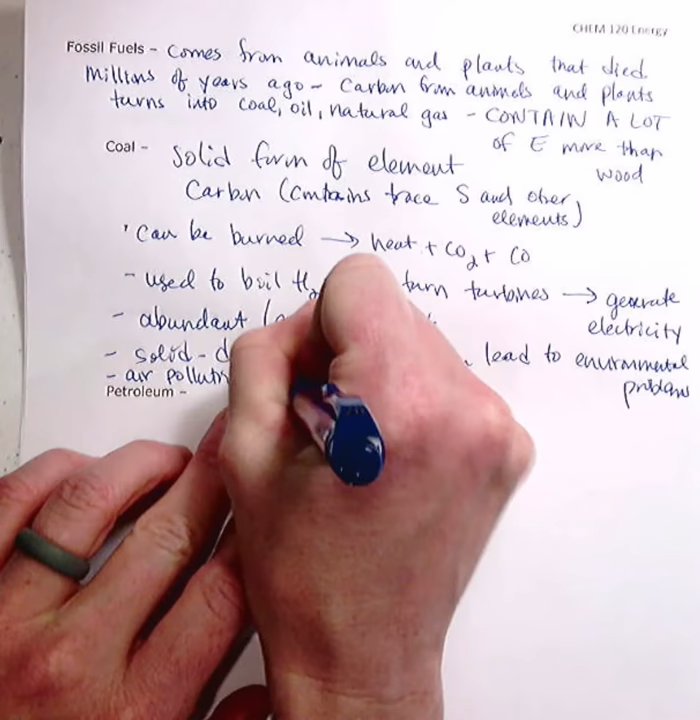 CHEM 120 Energy
Fossil Fuels - comes from animals and plants that died
millions of years ago - Carbon from animals and plants
turns into coal, oil, natural gas - CONTAIN A LOT
of E more than
wood
Coal - solid form of element
Carbon (contains trace S and other
elements)
Can be burned → heat + CO₂ + CO
- used to boil H₂ turn turbines → generate
electricity
- abundant
- solid - lead to environmental
problems
- air
Petroleum -